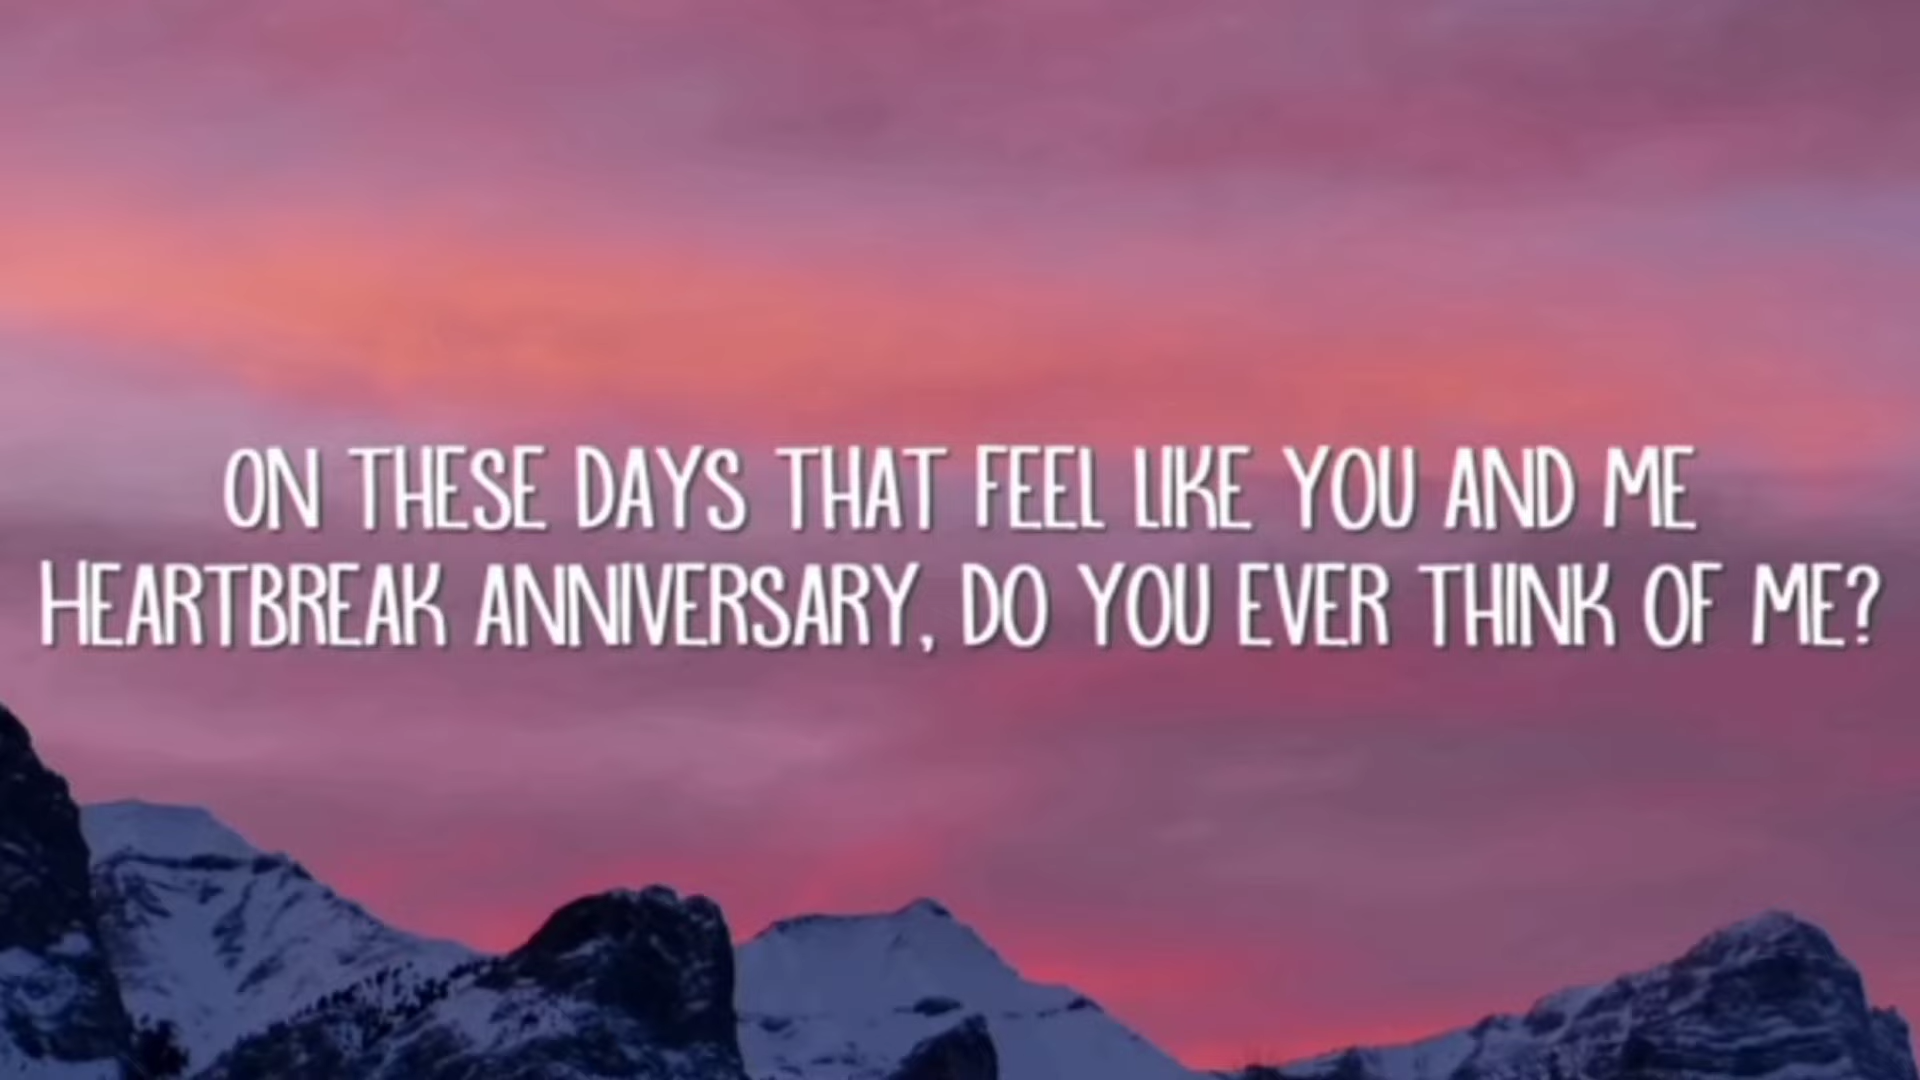 ON THESE DAYS THAT FEEL LIKE YOU AND ME
HEARTBREAK ANNIVERSARY, DO YOU EVER THINK OF ME?